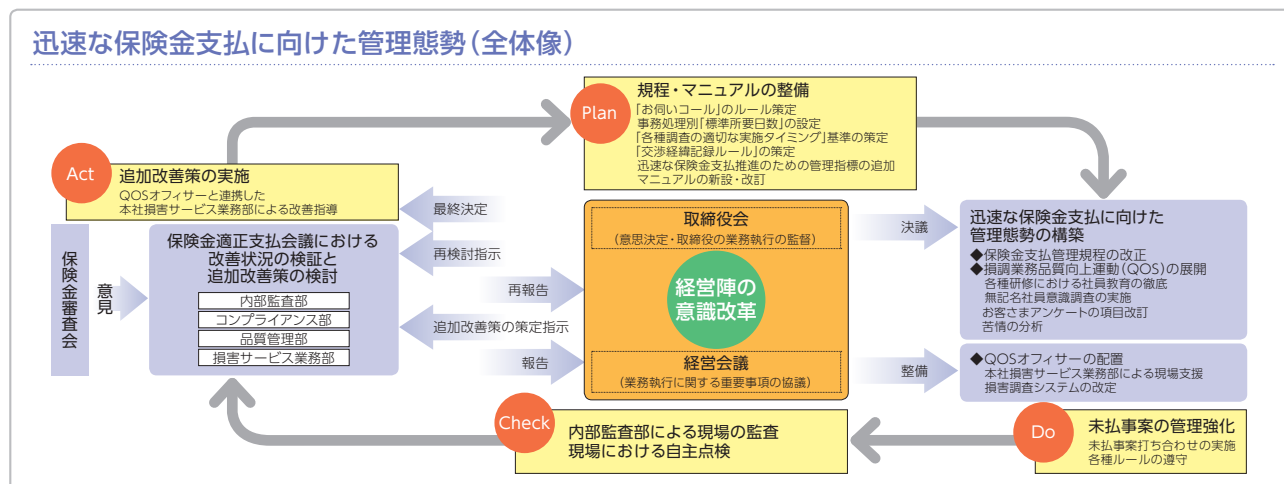 迅速な保険金支払に向けた管理態勢(全体像)
Plan
規程・マニュアルの整備
「お伺いコール」のルール策定
事務処理別「標準所要日数」の設定
「各種調査の適切な実施タイミング」基準の策定
「交渉経緯記録ルール」の策定
迅速な保険金支払推進のための管理指標の追加
マニュアルの新設・改訂
Act
追加改善策の実施
QOSオフィサーと連携した
本社損害サービス業務部による改善指導
保険金審査会
意見
保険金適正支払会議における
改善状況の検証と
追加改善策の検討
内部監査部
コンプライアンス部
品質管理部
損害サービス業務部
最終決定
再検討指示
再報告
追加改善策の策定指示
報告
取締役会
(意思決定・取締役の業務執行の監督)
経営陣の
意識改革
経営会議
(業務執行に関する重要事項の協議)
決議
整備
迅速な保険金支払に向けた
管理態勢の構築
◆保険金支払管理規程の改正
◆損調業務品質向上運動(QOS)の展開
各種研修における社員教育の徹底
無記名社員意識調査の実施
お客さまアンケートの項目改訂
苦情の分析
◆QOSオフィサーの配置
本社損害サービス業務部による現場支援
損害調査システムの改定
Check
内部監査部による現場の監査
現場における自主点検
Do
未払事案の管理強化
未払事案打ち合わせの実施
各種ルールの遵守